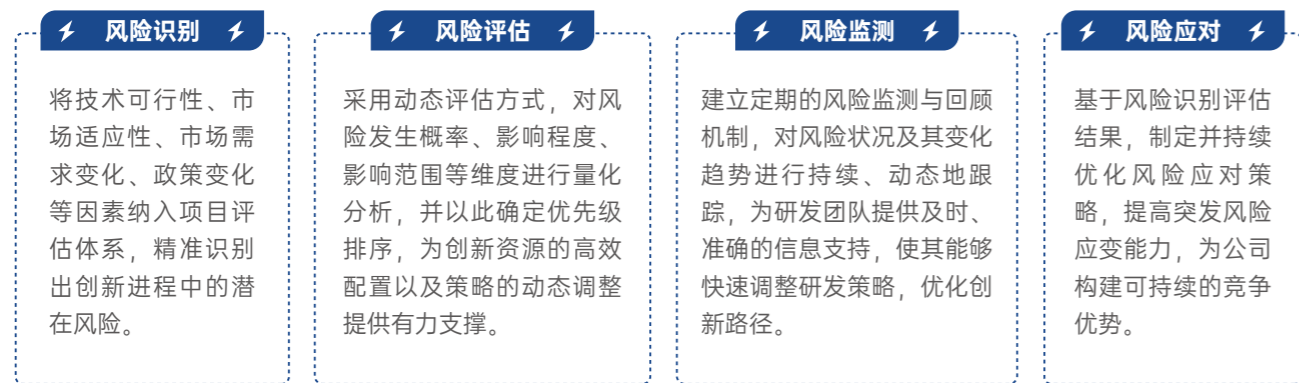 风险识别
将技术可行性、市
场适应性、市场需
求变化、政策变化
等因素纳入项目评
估体系，精准识别
出创新进程中的潜
在风险。
风险评估
采用动态评估方式，对风
险发生概率、影响程度、
影响范围等维度进行量化
分析，并以此确定优先级
排序，为创新资源的高效
配置以及策略的动态调整
提供有力支撑。
风险监测
建立定期的风险监测与回顾
机制，对风险状况及其变化
趋势进行持续、动态地跟
踪，为研发团队提供及时、
准确的信息支持，使其能够
快速调整研发策略，优化创
新路径。
风险应对
基于风险识别评估
结果，制定并持续
优化风险应对策
略，提高突发风险
应变能力，为公司
构建可持续的竞争
优势。